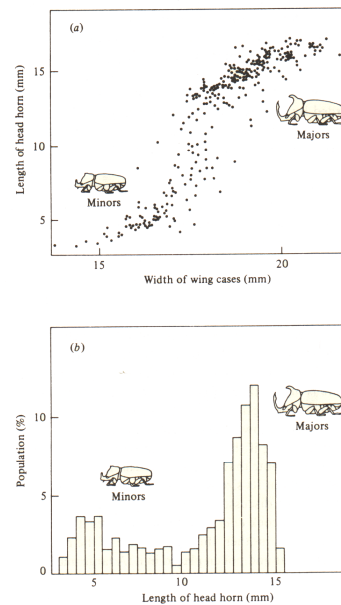 (a)
Length of head horn
(mm)
15
10
5
Minors
Majors
15
20
Width of wing cases (mm)
(b)
Population (%)
10
5
0
Minors
Majors
5
10
15
Length of head horn (mm)